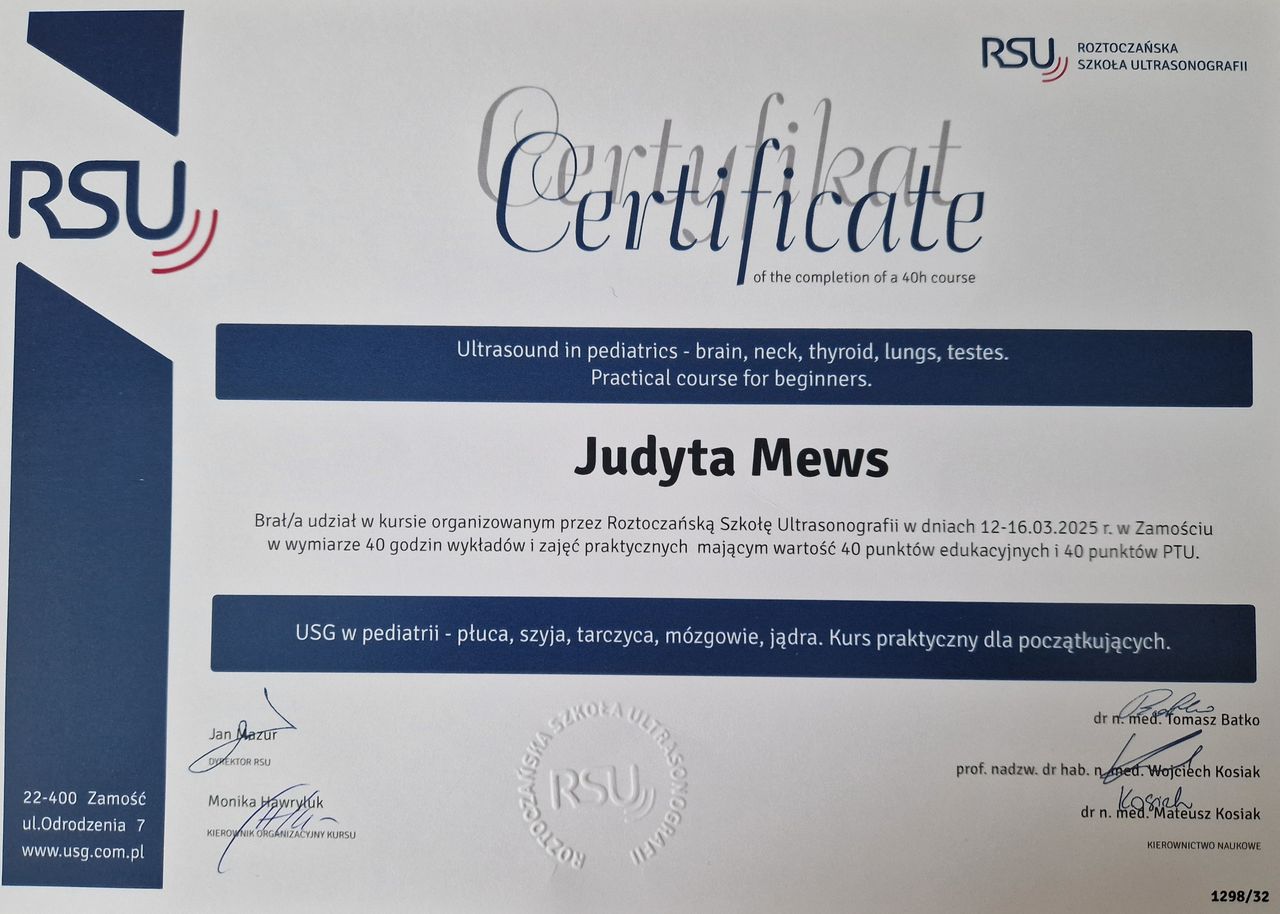 RSU ROZTOCZAŃSKA
SZKOŁA ULTRASONOGRAFII
Certyfikat
RSU
Certificate
of the completion of a 40h course
Ultrasound in pediatrics - brain, neck, thyroid, lungs, testes.
Practical course for beginners.
Judyta Mews
Brał/a udział w kursie organizowanym przez Roztoczańską Szkołę Ultrasonografii w dniach 12-16.03.2025 r. w Zamościu
w wymiarze 40 godzin wykładów i zajęć praktycznych mającym wartość 40 punktów edukacyjnych i 40 punktów PTU.
USG w pediatrii - płuca, szyja, tarczyca, mózgowie, jądra. Kurs praktyczny dla początkujących.
Jan Mazur
DYREKTOR RSU
Monika Hawryluk
KIEROWNIK ORGANIZACYJNY KURSU
ROZTOCZAŃSKA SZKOŁA ULTRASONOGRAFII
RSU
dr n. med. Tomasz Batko
prof. nadzw. dr hab. n. med. Wojciech Kosiak
Kosiak
dr n. med. Mateusz Kosiak
KIEROWNICTWO NAUKOWE
22-400 Zamość
ul.Odrodzenia 7
www.usg.com.pl
1298/32